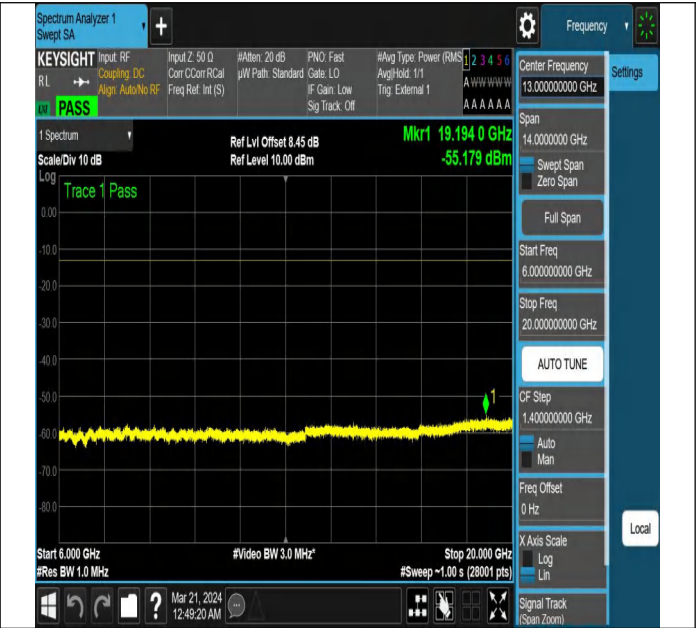 Spectrum Analyzer 1
Swept SA
+
Frequency
KEYSIGHT
RL
PASS
Input: RF
Coupling: DC
Align: Auto/No RF
Input Z: 50 Ω
Corr CCorr RCal
Freq Ref: Int (S)
#Atten: 20 dB
µW Path: Standard
PNO: Fast
Gate: LO
IF Gain: Low
Sig Track: Off
#Avg Type: Power (RMS
Avg|Hold: 1/1
Trig: External 1
1 2 3 4 5 6
A W W W W W
A A A A A A
1 Spectrum
Scale/Div 10 dB
Ref Lvl Offset 8.45 dB
Ref Level 10.00 dBm
Mkr1 19.194 0 GHz
-55.179 dBm
Log
Trace 1 Pass
0.00
-10.0
-20.0
-30.0
-40.0
-50.0
-60.0
-70.0
-80.0
1
Start 6.000 GHz
#Res BW 1.0 MHz
#Video BW 3.0 MHz*
Stop 20.000 GHz
#Sweep ~1.00 s (28001 pts)
?
Mar 21, 2024
12:49:20 AM
Center Frequency
13.000000000 GHz
Settings
Span
14.0000000 GHz
Swept Span
Zero Span
Full Span
Start Freq
6.000000000 GHz
Stop Freq
20.000000000 GHz
AUTO TUNE
CF Step
1.400000000 GHz
Auto
Man
Freq Offset
0 Hz
X Axis Scale
Log
Lin
Local
Signal Track
(Span Zoom)